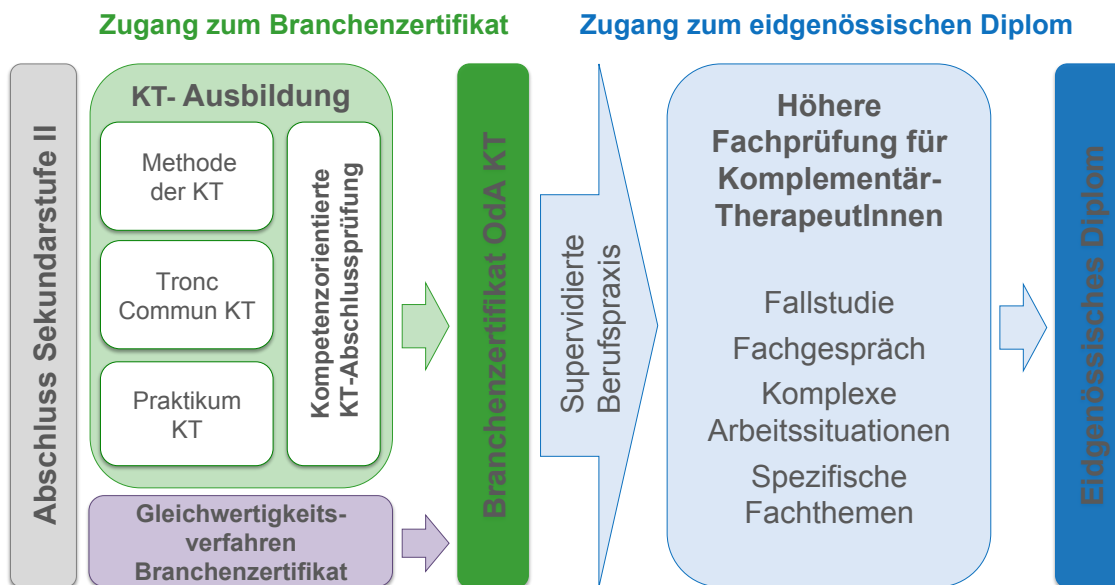 Zugang zum Branchenzertifikat
Zugang zum eidgenössischen Diplom
Abschluss Sekundarstufe II
KT- Ausbildung
Methode
der KT
Tronc
Commun KT
Praktikum
KT
Kompetenzorientierte
KT-Abschlussprüfung
Gleichwertigkeits-
verfahren
Branchenzertifikat
Branchenzertifikat OdA KT
Supervidierte
Berufspraxis
Höhere
Fachprüfung für
Komplementär-
TherapeutInnen
Fallstudie
Fachgespräch
Komplexe
Arbeitssituationen
Spezifische
Fachthemen
Eidgenössisches Diplom